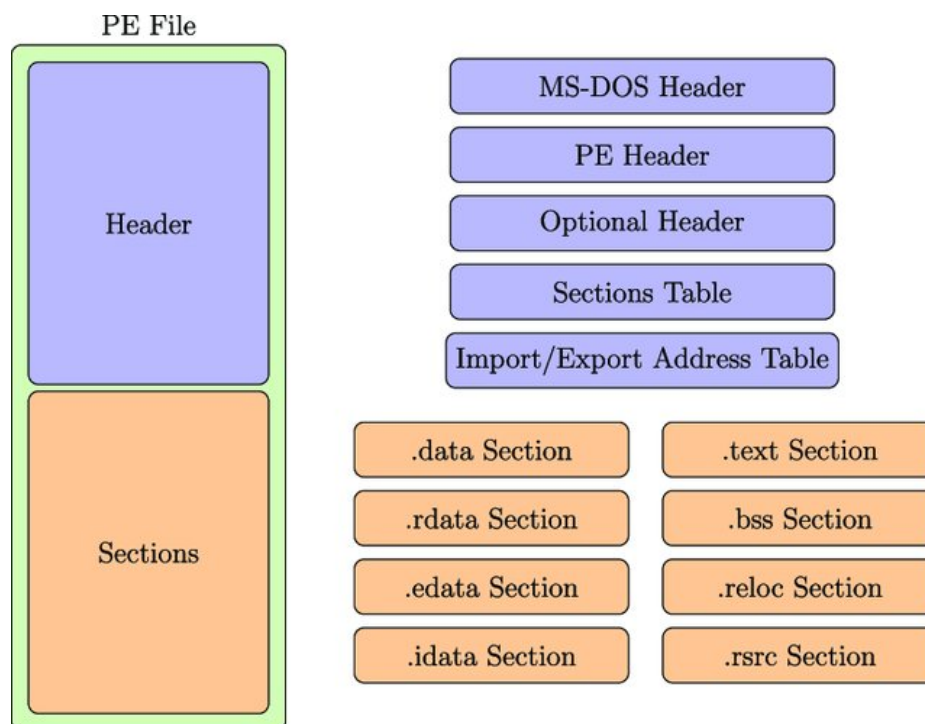 PE File
Header
Sections
MS-DOS Header
PE Header
Optional Header
Sections Table
Import/Export Address Table
.data Section
.text Section
.rdata Section
.bss Section
.edata Section
.reloc Section
.idata Section
.rsrc Section